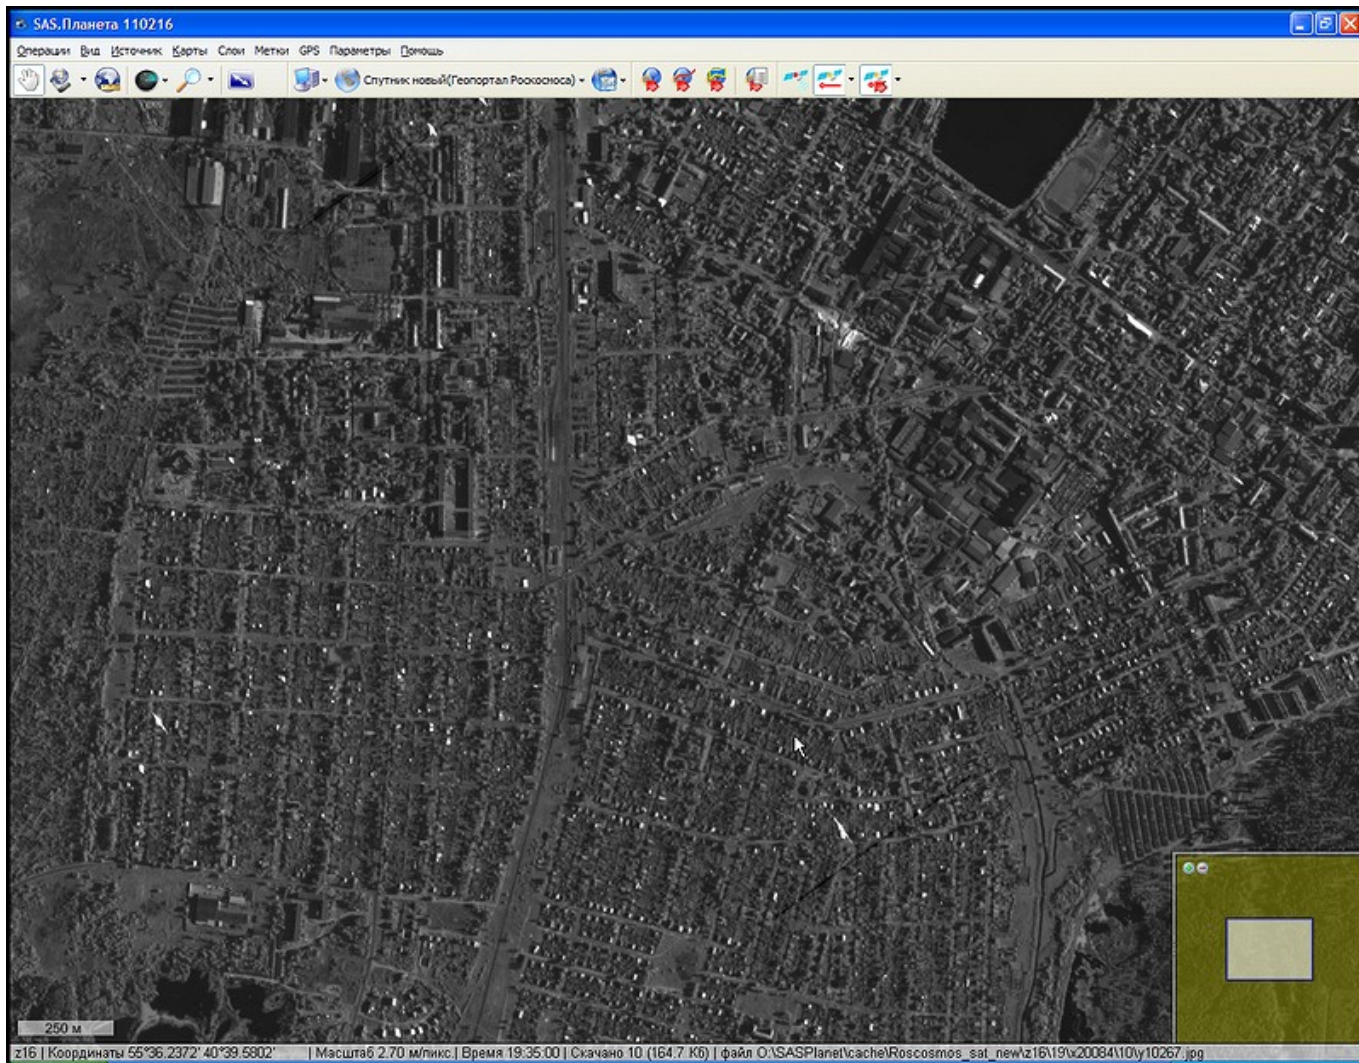 SAS.Планета 110216
Операции Вид Источник Карты Слои Метки GPS Параметры Помощь
Спутник новый(Геопортал Роскосмоса)
250 м
z16 | Координаты 55°36.2372' 40°39.5802' | Масштаб 2.70 м/пикс. | Время 19:35:00 | Скачано 10 (164.7 Кб) | файл O:\SASPlanet\cache\Roscosmos_sat_new\z16\19\x20084\10\y10267.jpg